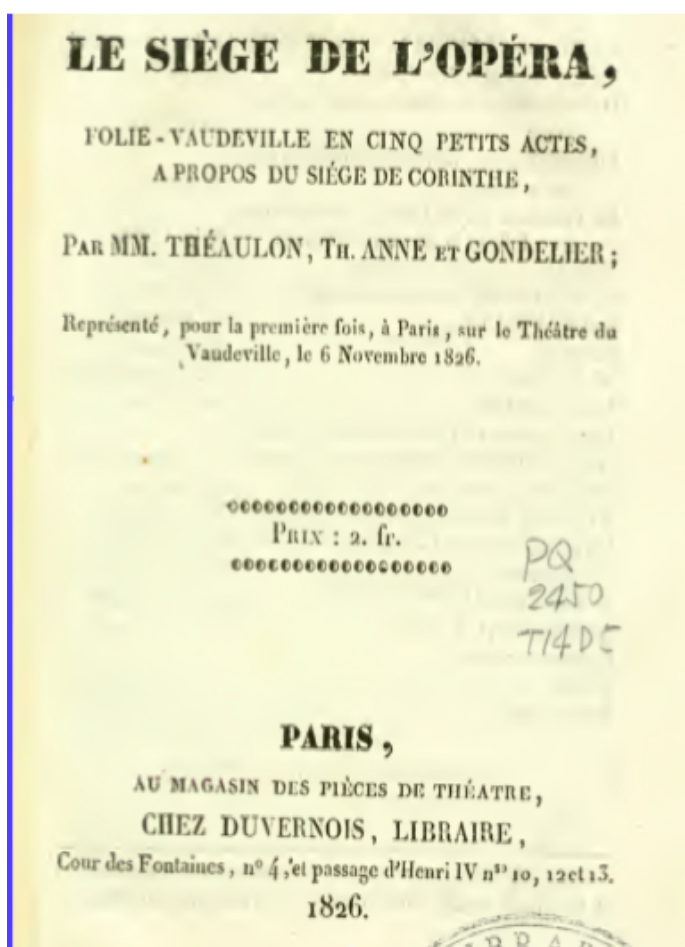 LE SIÈGE DE L'OPÉRA,
FOLIE-VAUDEVILLE EN CINQ PETITS ACTES,
A PROPOS DU SIÉGE DE CORINTHE,
PAR MM. THÉAULON, TH. ANNE ET GONDELIER;
Représenté, pour la première fois, à Paris, sur le Théâtre du
Vaudeville, le 6 Novembre 1826.
PRIX : 2. fr.
PQ
2450
T14D5
PARIS,
AU MAGASIN DES PIÈCES DE THÉATRE,
CHEZ DUVERNOIS, LIBRAIRE,
Cour des Fontaines, nº 4, et passage d'Henri IV nºˢ 10, 12 et 13.
1826.